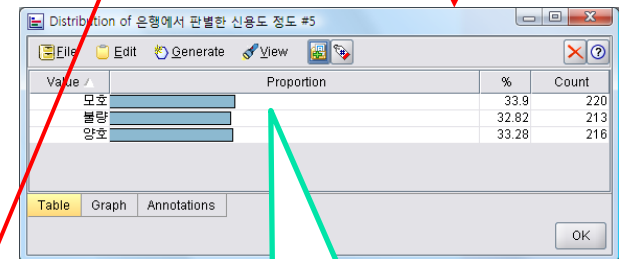 Distribution of 은행에서 판별한 신용도 정도 #5
File Edit Generate View
Value Proportion % Count
모호 33.9 220
불량 32.82 213
양호 33.28 216
Table Graph Annotations
OK